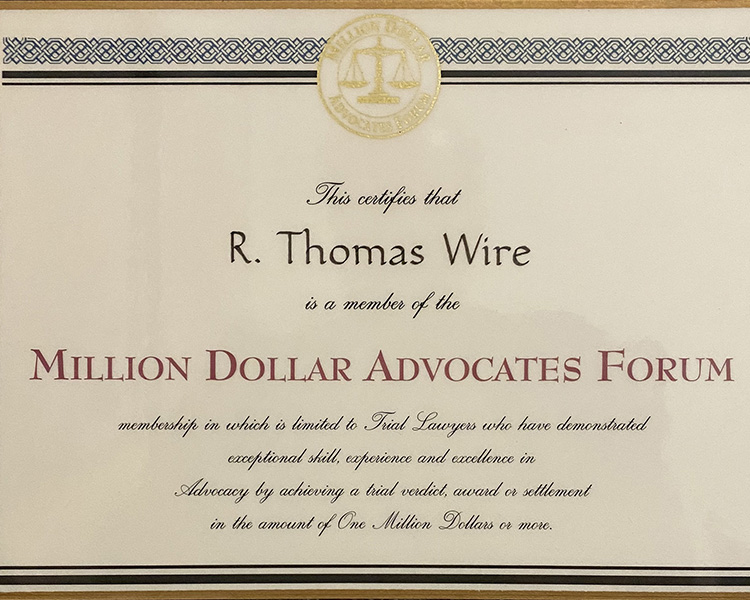 MILLION DOLLAR
ADVOCATES FORUM
This certifies that
R. Thomas Wire
is a member of the
MILLION DOLLAR ADVOCATES FORUM
membership in which is limited to Trial Lawyers who have demonstrated
exceptional skill, experience and excellence in
Advocacy by achieving a trial verdict, award or settlement
in the amount of One Million Dollars or more.